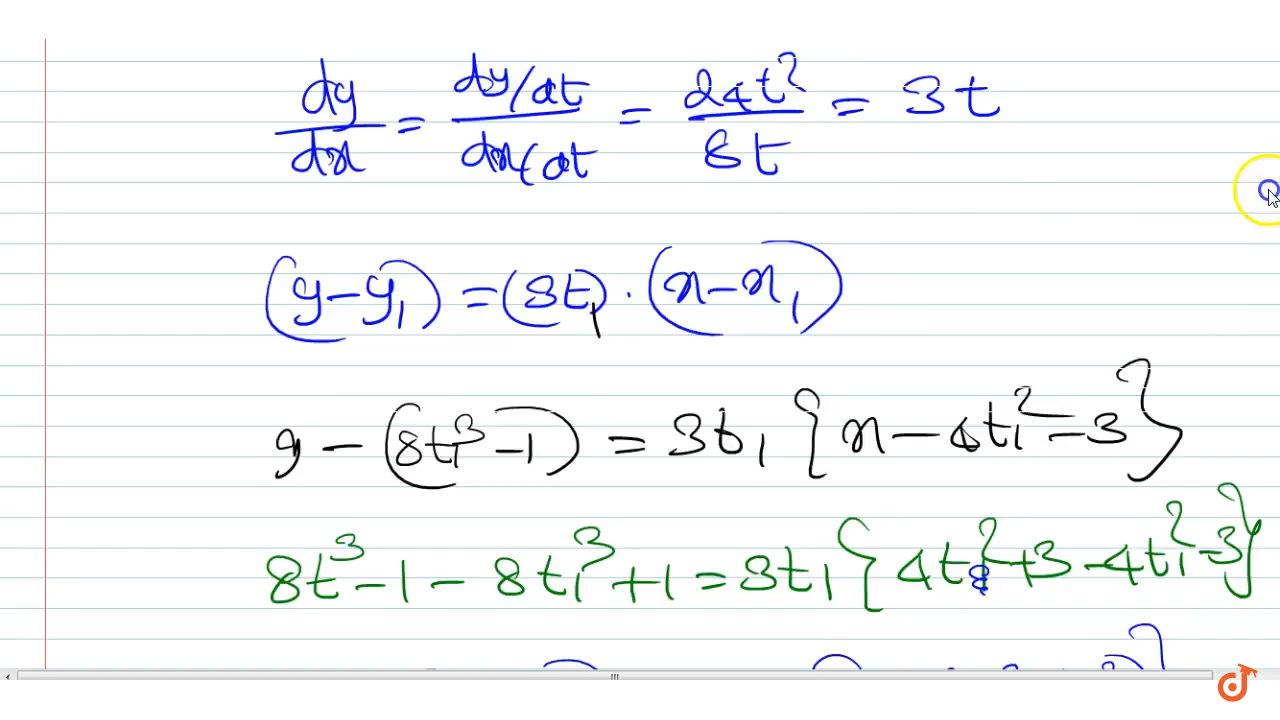 dy/dx = (dy/dt)/(dx/dt) = 24t²/8t = 3t
(y-y₁) = (3t₁).(x-x₁)
y-(8t₁³-1) = 3t₁{x-4t₁²-3}
8t³-1-8t₁³+1 = 3t₁{4t²+3-4t₁²-3}